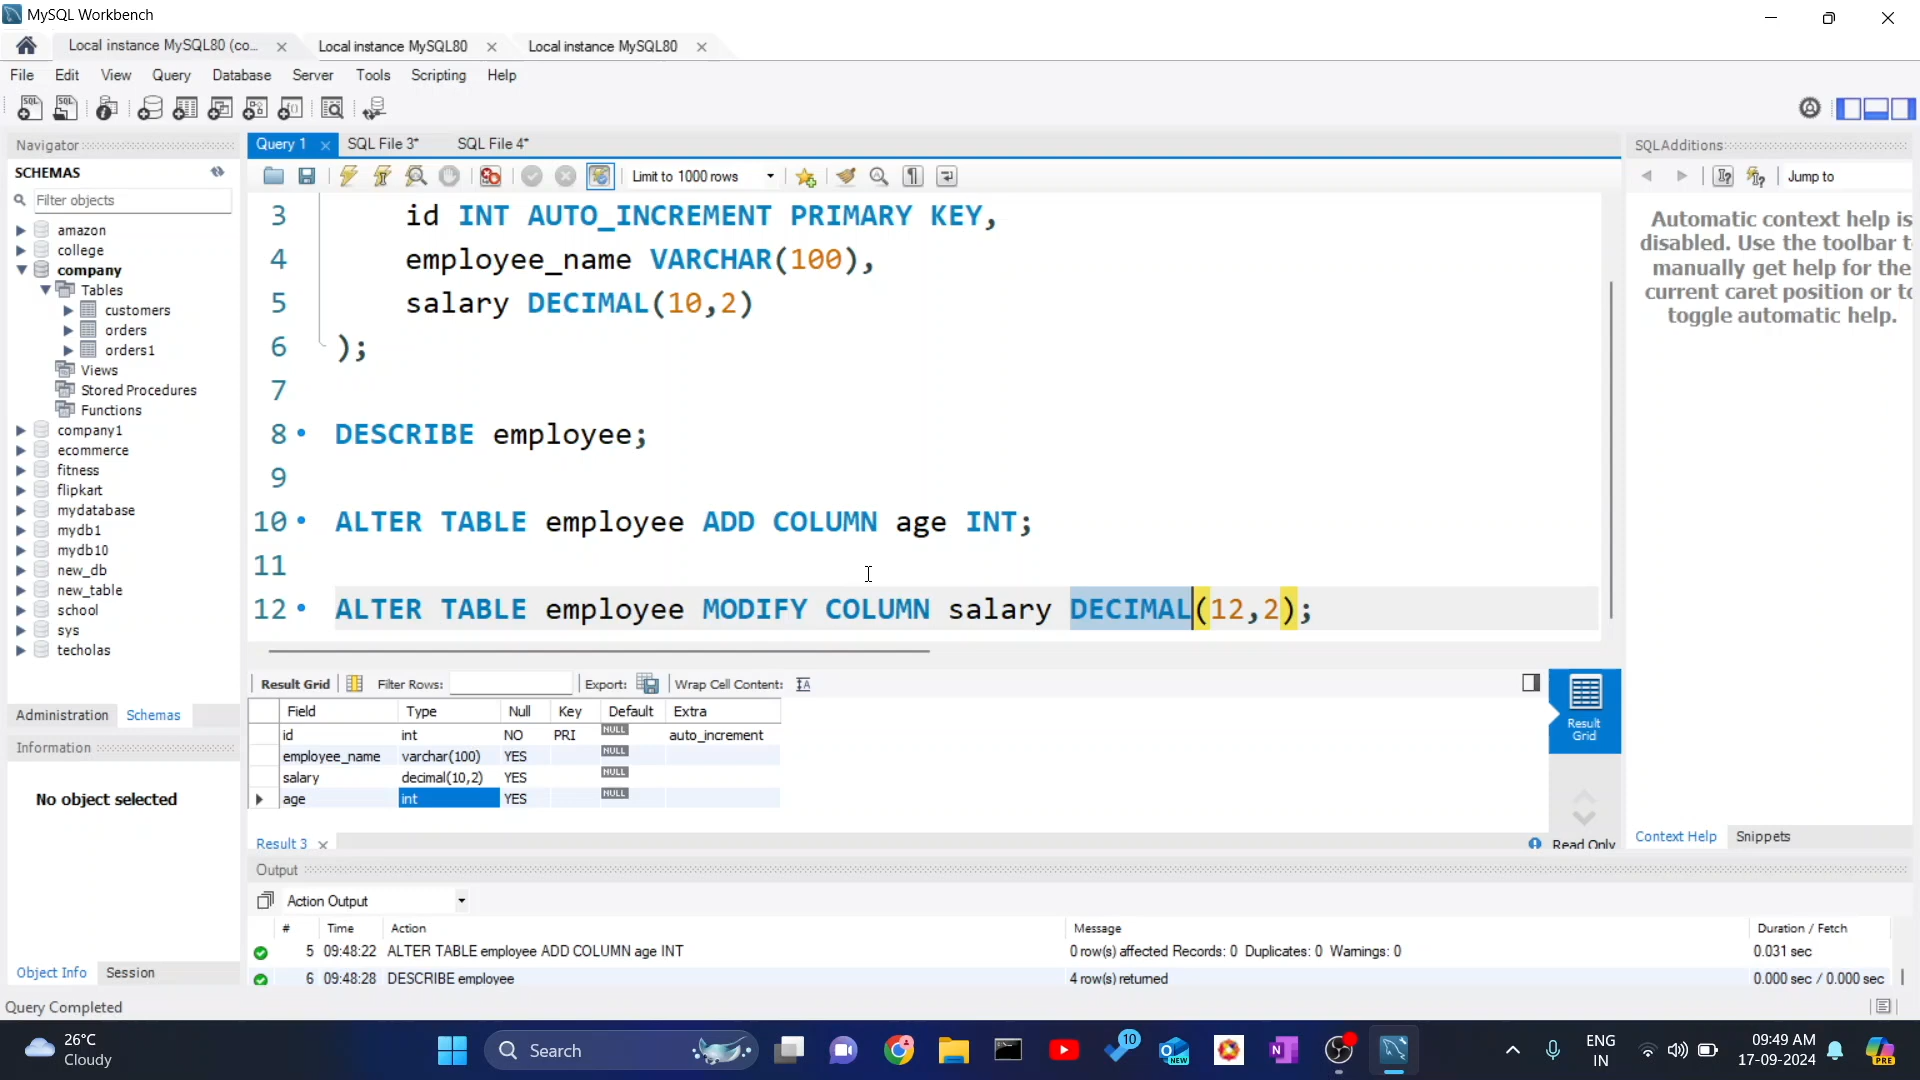 MySQL Workbench
Local instance MySQL80 (co...
Local instance MySQL80
Local instance MySQL80
File Edit View Query Database Server Tools Scripting Help
Navigator
SCHEMAS
Filter objects
amazon
college
company
Tables
customers
orders
orders1
Views
Stored Procedures
Functions
company1
ecommerce
fitness
flipkart
mydatabase
mydb1
mydb10
new_db
new_table
school
sys
techolas
Administration Schemas
Information
No object selected
Object Info Session
Query 1 SQL File 3* SQL File 4*
Limit to 1000 rows
3 id INT AUTO_INCREMENT PRIMARY KEY,
4 employee_name VARCHAR(100),
5 salary DECIMAL(10,2)
6 );
7
8 DESCRIBE employee;
9
10 ALTER TABLE employee ADD COLUMN age INT;
11
12 ALTER TABLE employee MODIFY COLUMN salary DECIMAL(12,2);
Result Grid Filter Rows: Export: Wrap Cell Content:
Field Type Null Key Default Extra
id int NO PRI NULL auto_increment
employee_name varchar(100) YES NULL
salary decimal(10,2) YES NULL
age int YES NULL
Result Grid
Result 3
Read Only
SQLAdditions
Jump to
Automatic context help is
disabled. Use the toolbar t
manually get help for the
current caret position or to
toggle automatic help.
Context Help Snippets
Output
Action Output
# Time Action Message Duration / Fetch
5 09:48:22 ALTER TABLE employee ADD COLUMN age INT 0 row(s) affected Records: 0 Duplicates: 0 Warnings: 0 0.031 sec
6 09:48:28 DESCRIBE employee 4 row(s) returned 0.000 sec / 0.000 sec
Query Completed
26°C
Cloudy
Search
10
NEW
ENG
IN
09:49 AM
17-09-2024
PRE